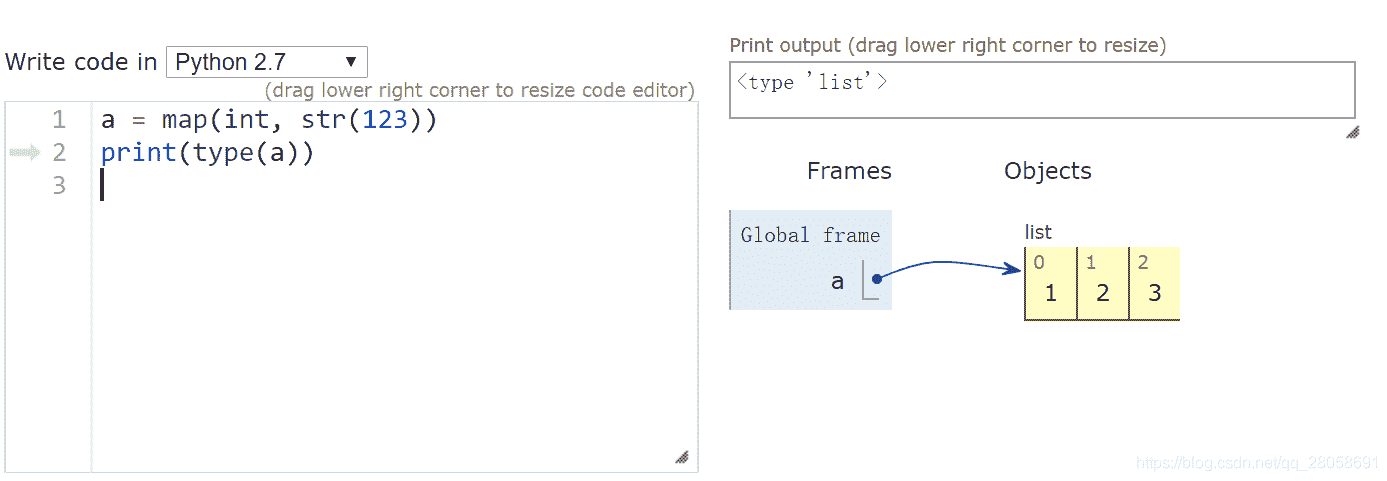 Write code in Python 2.7 ▼
(drag lower right corner to resize code editor)
1 a = map(int, str(123))
2 print(type(a))
3
Print output (drag lower right corner to resize)
<type 'list'>
Frames Objects
Global frame
a
list
0 1 2
1 2 3
https://blog.csdn.net/qq_28058691